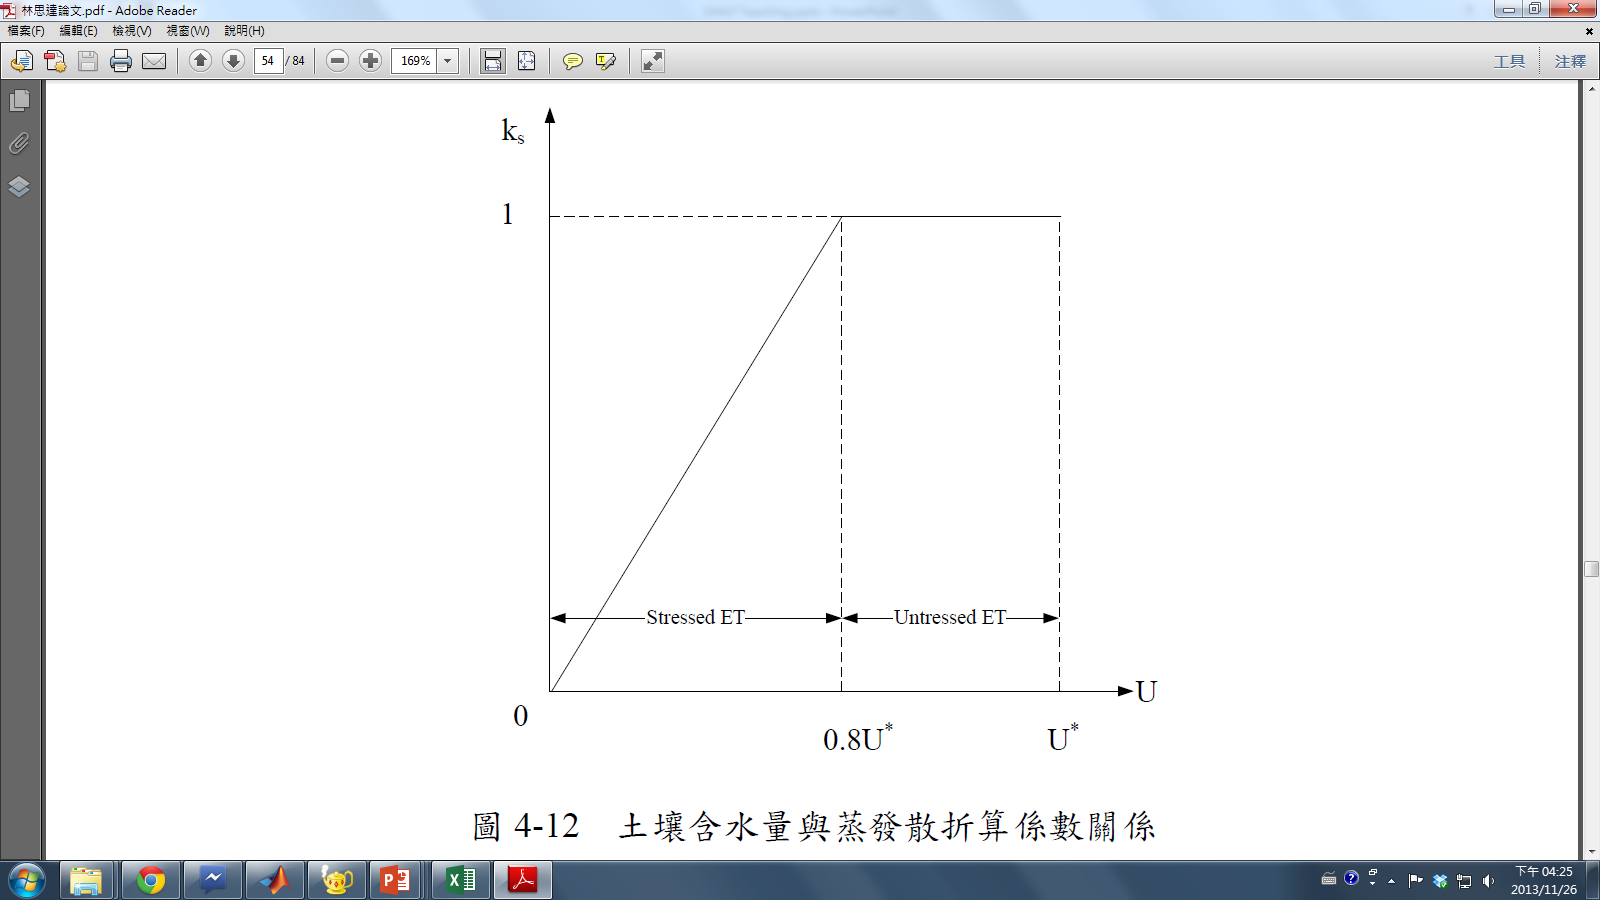 林思達論文.pdf - Adobe Reader
檔案(F) 編輯(E) 檢視(V) 視窗(W) 說明(H)
54 / 84 169% 工具 注釋
ks
1
Stressed ET Untressed ET
U
0
0.8U* U*
圖 4-12 土壤含水量與蒸發散折算係數關係
下午 04:25
2013/11/26